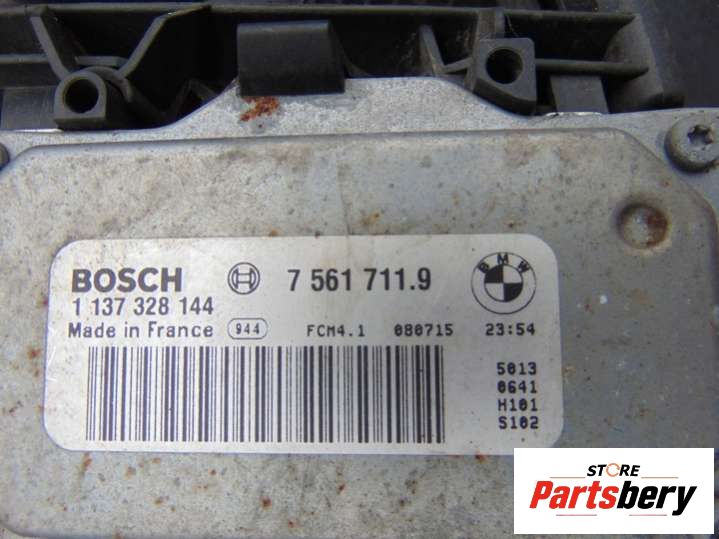 BOSCH 7 561 711.9 BMW
1 137 328 144
Made in France 944 FCM4.1 080715 23:54
5013
0641
H101
S102
STORE
Partsbery